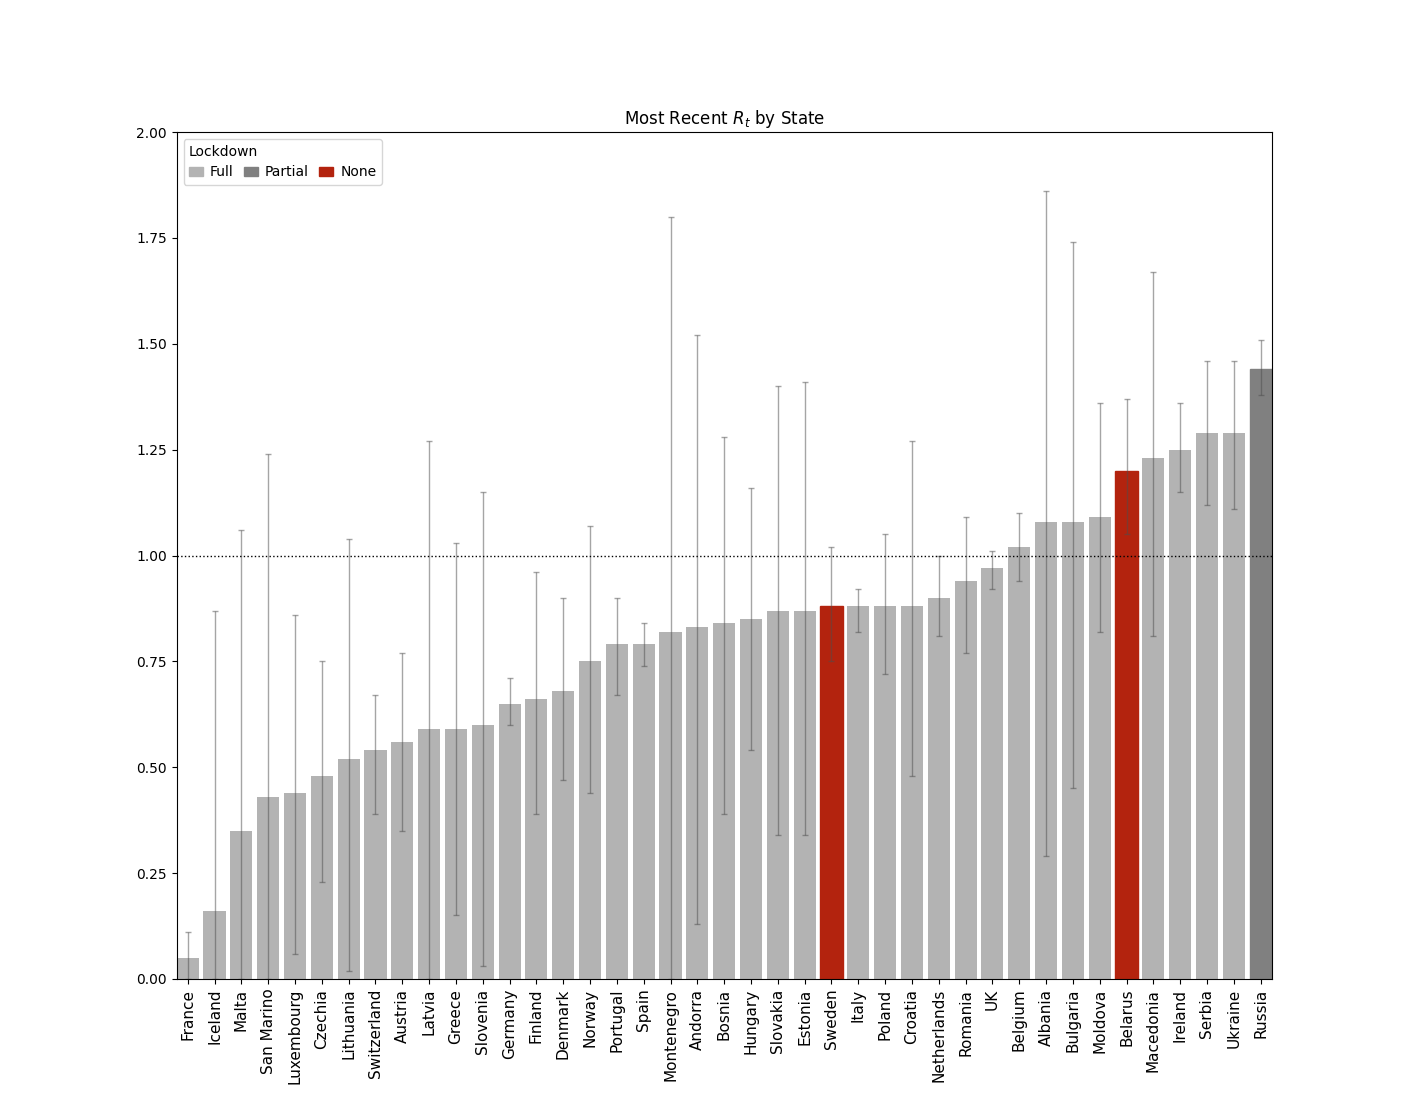 Most Recent R_t by State
Lockdown
Full Partial None
2.00
1.75
1.50
1.25
1.00
0.75
0.50
0.25
0.00
France
Iceland
Malta
San Marino
Luxembourg
Czechia
Lithuania
Switzerland
Austria
Latvia
Greece
Slovenia
Germany
Finland
Denmark
Norway
Portugal
Spain
Montenegro
Andorra
Bosnia
Hungary
Slovakia
Estonia
Sweden
Italy
Poland
Croatia
Netherlands
Romania
UK
Belgium
Albania
Bulgaria
Moldova
Belarus
Macedonia
Ireland
Serbia
Ukraine
Russia